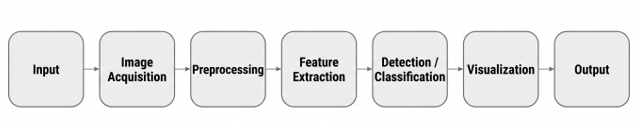 Input
Image
Acquisition
Preprocessing
Feature
Extraction
Detection /
Classification
Visualization
Output